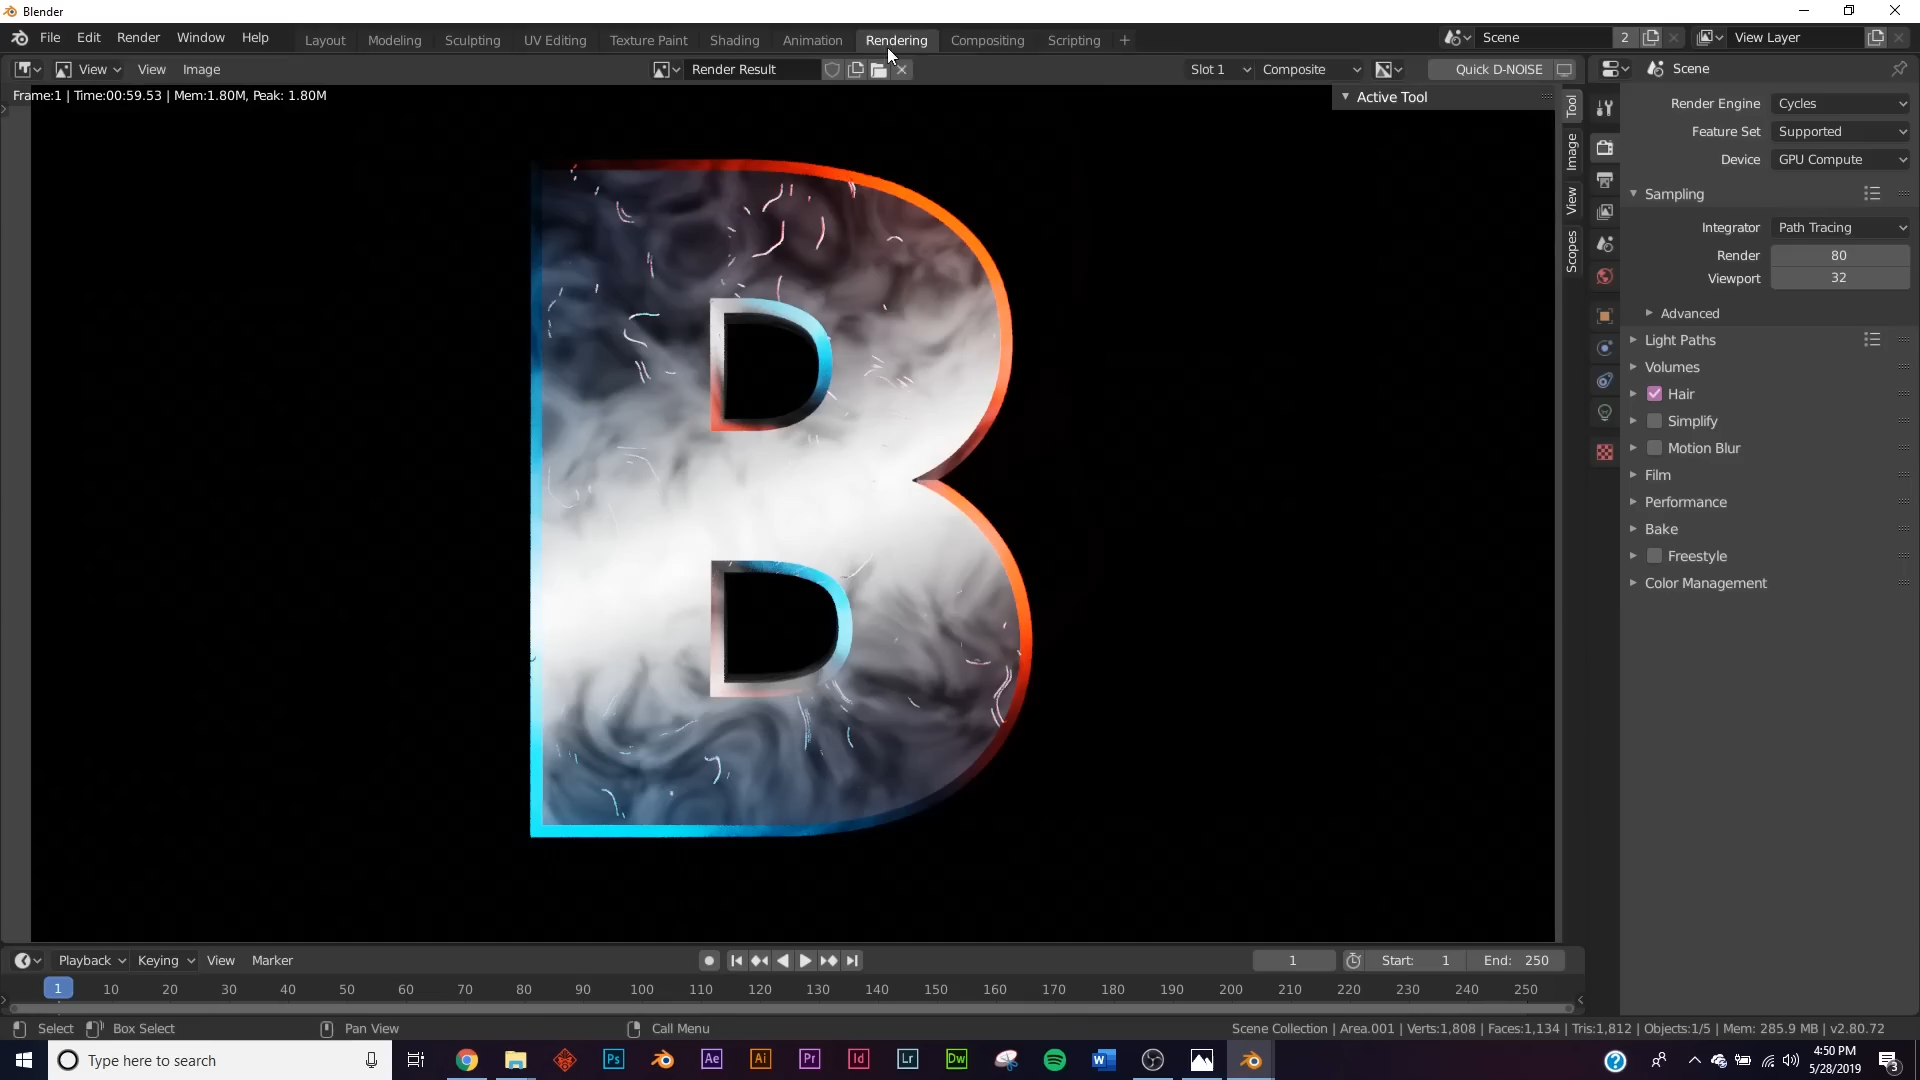 Blender
File Edit Render Window Help Layout Modeling Sculpting UV Editing Texture Paint Shading Animation Rendering Compositing Scripting + Scene 2 View Layer
View View Image Render Result Slot 1 Composite Quick D-NOISE Scene
Frame:1 | Time:00:59.53 | Mem:1.80M, Peak: 1.80M
Active Tool
Tool
Image
View
Scopes
B
Render Engine Cycles
Feature Set Supported
Device GPU Compute
Sampling
Integrator Path Tracing
Render 80
Viewport 32
Advanced
Light Paths
Volumes
Hair
Simplify
Motion Blur
Film
Performance
Bake
Freestyle
Color Management
Playback Keying View Marker 1 Start: 1 End: 250
1 10 20 30 40 50 60 70 80 90 100 110 120 130 140 150 160 170 180 190 200 210 220 230 240 250
Select Box Select Pan View Call Menu Scene Collection | Area.001 | Verts:1,808 | Faces:1,134 | Tris:1,812 | Objects:1/5 | Mem: 285.9 MB | v2.80.72
Type here to search Ps Ae Ai Pr Id Lr Dw W ? 4:50 PM
5/28/2019 3